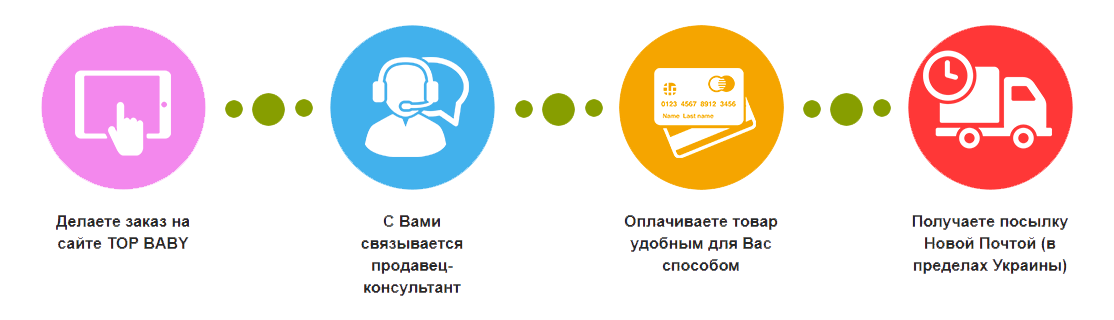 0123 4567 8912 3456
Name Last name
Делаете заказ на
сайте TOP BABY
С Вами
связывается
продавец-
консультант
Оплачиваете товар
удобным для Вас
способом
Получаете посылку
Новой Почтой (в
пределах Украины)